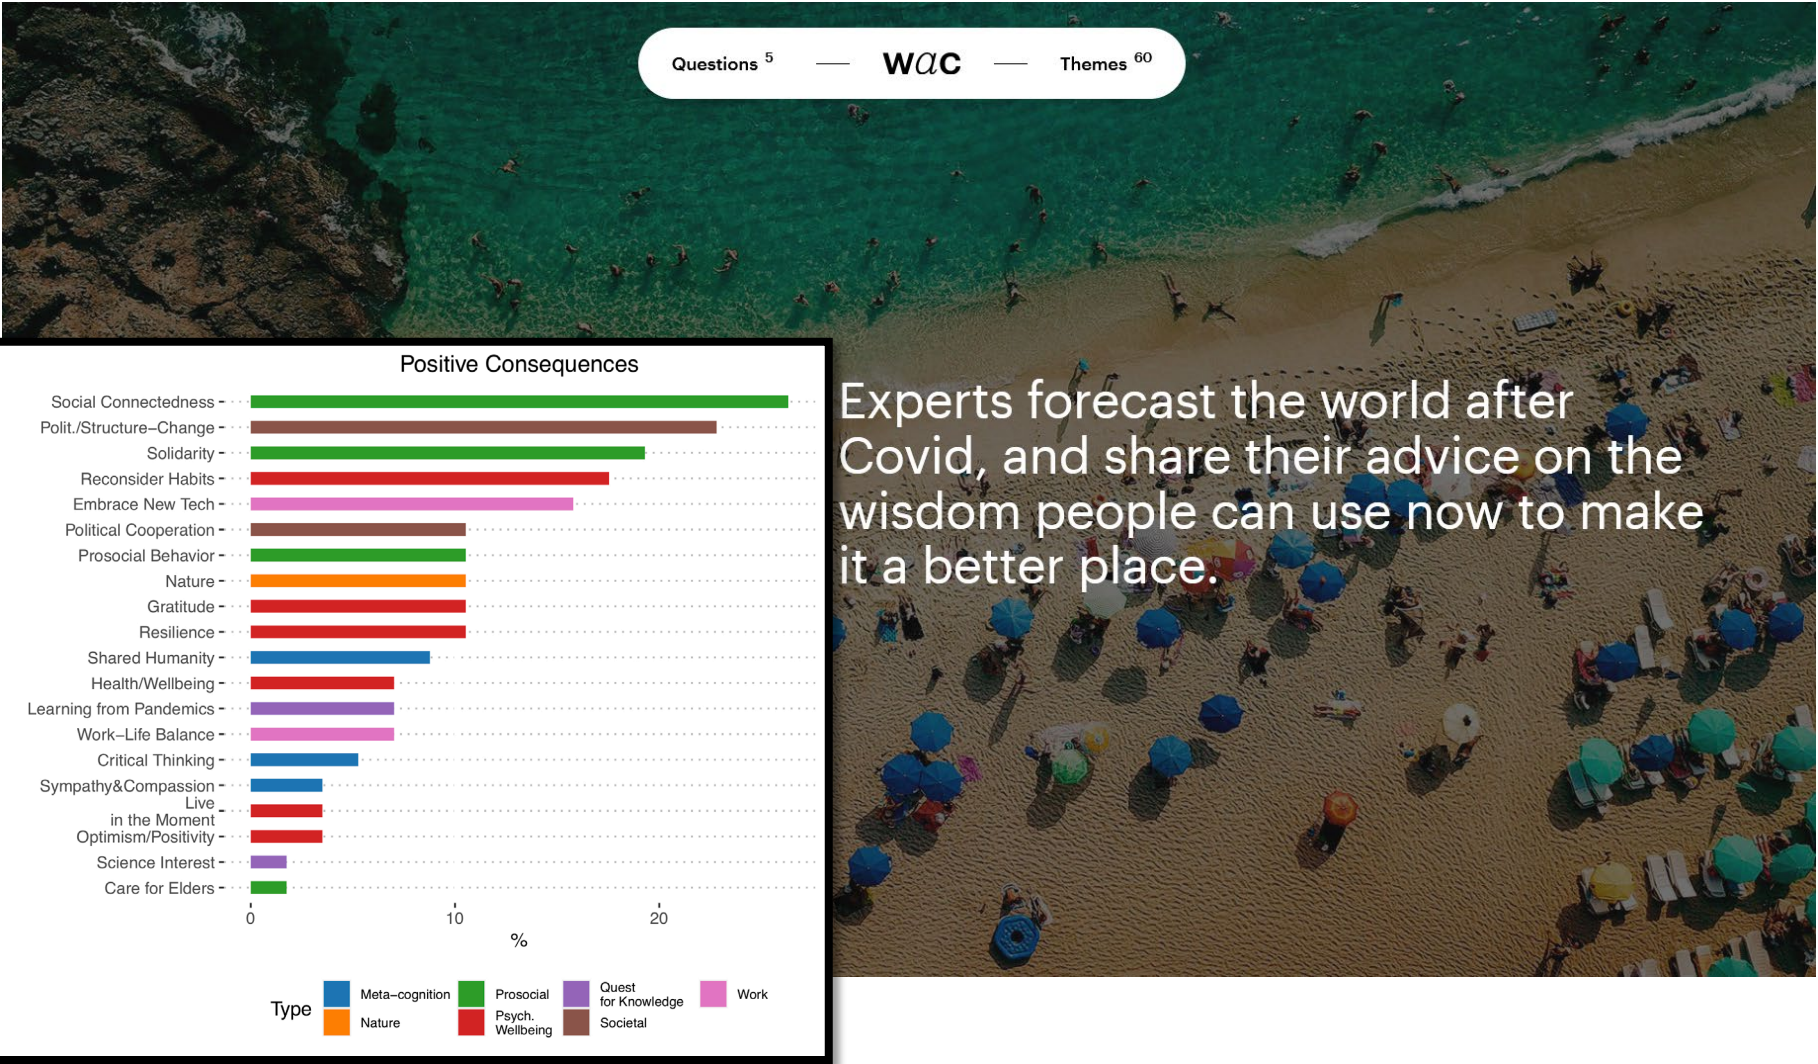 Questions 5 — wac — Themes 60
Experts forecast the world after
Covid, and share their advice on the
wisdom people can use now to make
it a better place.
Positive Consequences
Social Connectedness
Polit./Structure–Change
Solidarity
Reconsider Habits
Embrace New Tech
Political Cooperation
Prosocial Behavior
Nature
Gratitude
Resilience
Shared Humanity
Health/Wellbeing
Learning from Pandemics
Work–Life Balance
Critical Thinking
Sympathy&Compassion
Live
in the Moment
Optimism/Positivity
Science Interest
Care for Elders
0 10 20
%
Type
Meta–cognition
Nature
Prosocial
Psych.
Wellbeing
Quest
for Knowledge
Societal
Work